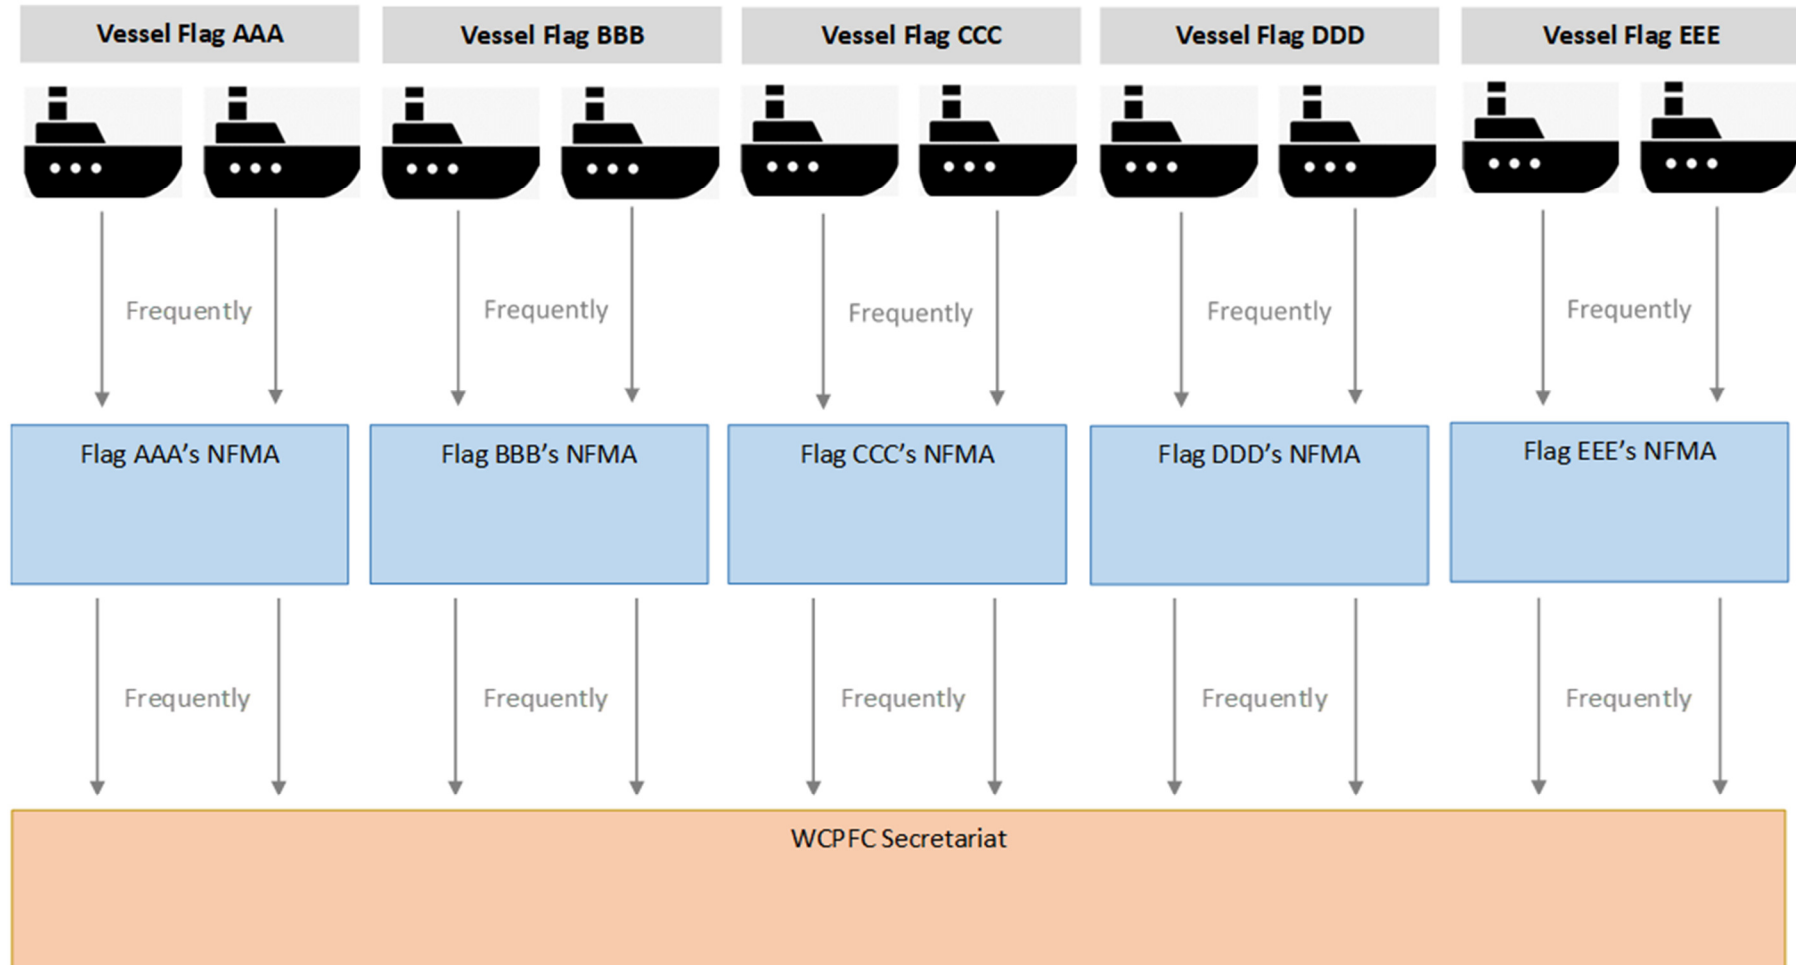 Vessel Flag AAA
Vessel Flag BBB
Vessel Flag CCC
Vessel Flag DDD
Vessel Flag EEE
Frequently
Frequently
Frequently
Frequently
Frequently
Flag AAA’s NFMA
Flag BBB’s NFMA
Flag CCC’s NFMA
Flag DDD’s NFMA
Flag EEE’s NFMA
Frequently
Frequently
Frequently
Frequently
Frequently
WCPFC Secretariat